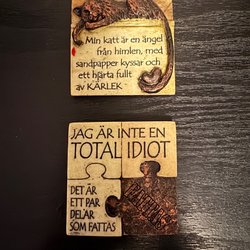 Min katt är en ängel
från himlen, med
sandpapper kyssar och
ett hjärta fullt
av KÄRLEK
JAG ÄR INTE EN
TOTAL IDIOT
DET ÄR
ETT PAR
DELAR
SOM FATTAS